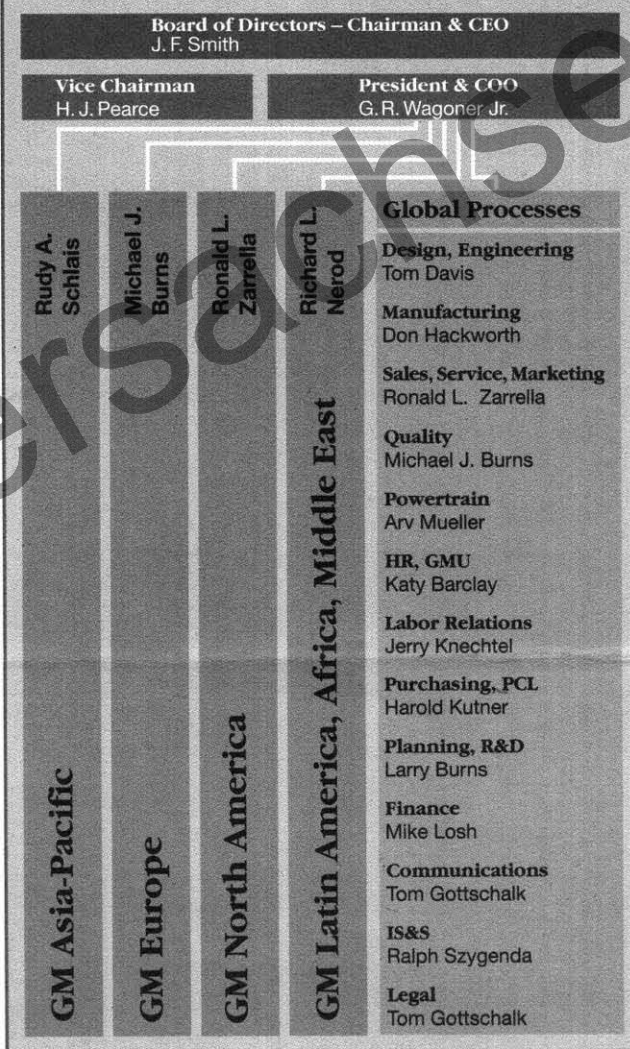 Board of Directors – Chairman & CEO
J. F. Smith
Vice Chairman
H. J. Pearce
President & COO
G. R. Wagoner Jr.
Rudy A.
Schlais
GM Asia-Pacific
Michael J.
Burns
GM Europe
Ronald L.
Zarrella
GM North America
Richard L.
Nerod
GM Latin America, Africa, Middle East
Global Processes
Design, Engineering
Tom Davis
Manufacturing
Don Hackworth
Sales, Service, Marketing
Ronald L. Zarrella
Quality
Michael J. Burns
Powertrain
Arv Mueller
HR, GMU
Katy Barclay
Labor Relations
Jerry Knechtel
Purchasing, PCL
Harold Kutner
Planning, R&D
Larry Burns
Finance
Mike Losh
Communications
Tom Gottschalk
IS&S
Ralph Szygenda
Legal
Tom Gottschalk